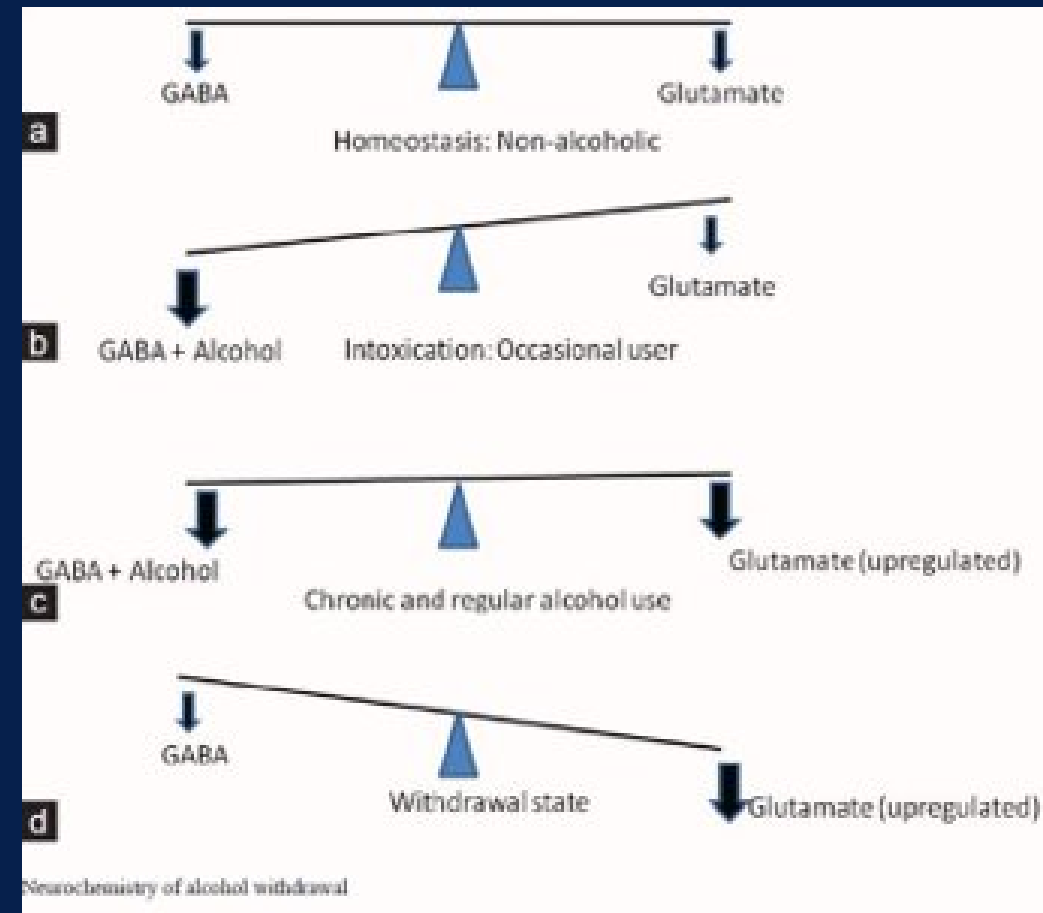 GABA
Glutamate
a
Homeostasis: Non-alcoholic
Glutamate
b
GABA + Alcohol
Intoxication: Occasional user
GABA + Alcohol
Glutamate (upregulated)
c
Chronic and regular alcohol use
GABA
Withdrawal state
Glutamate (upregulated)
d
Neurochemistry of alcohol withdrawal